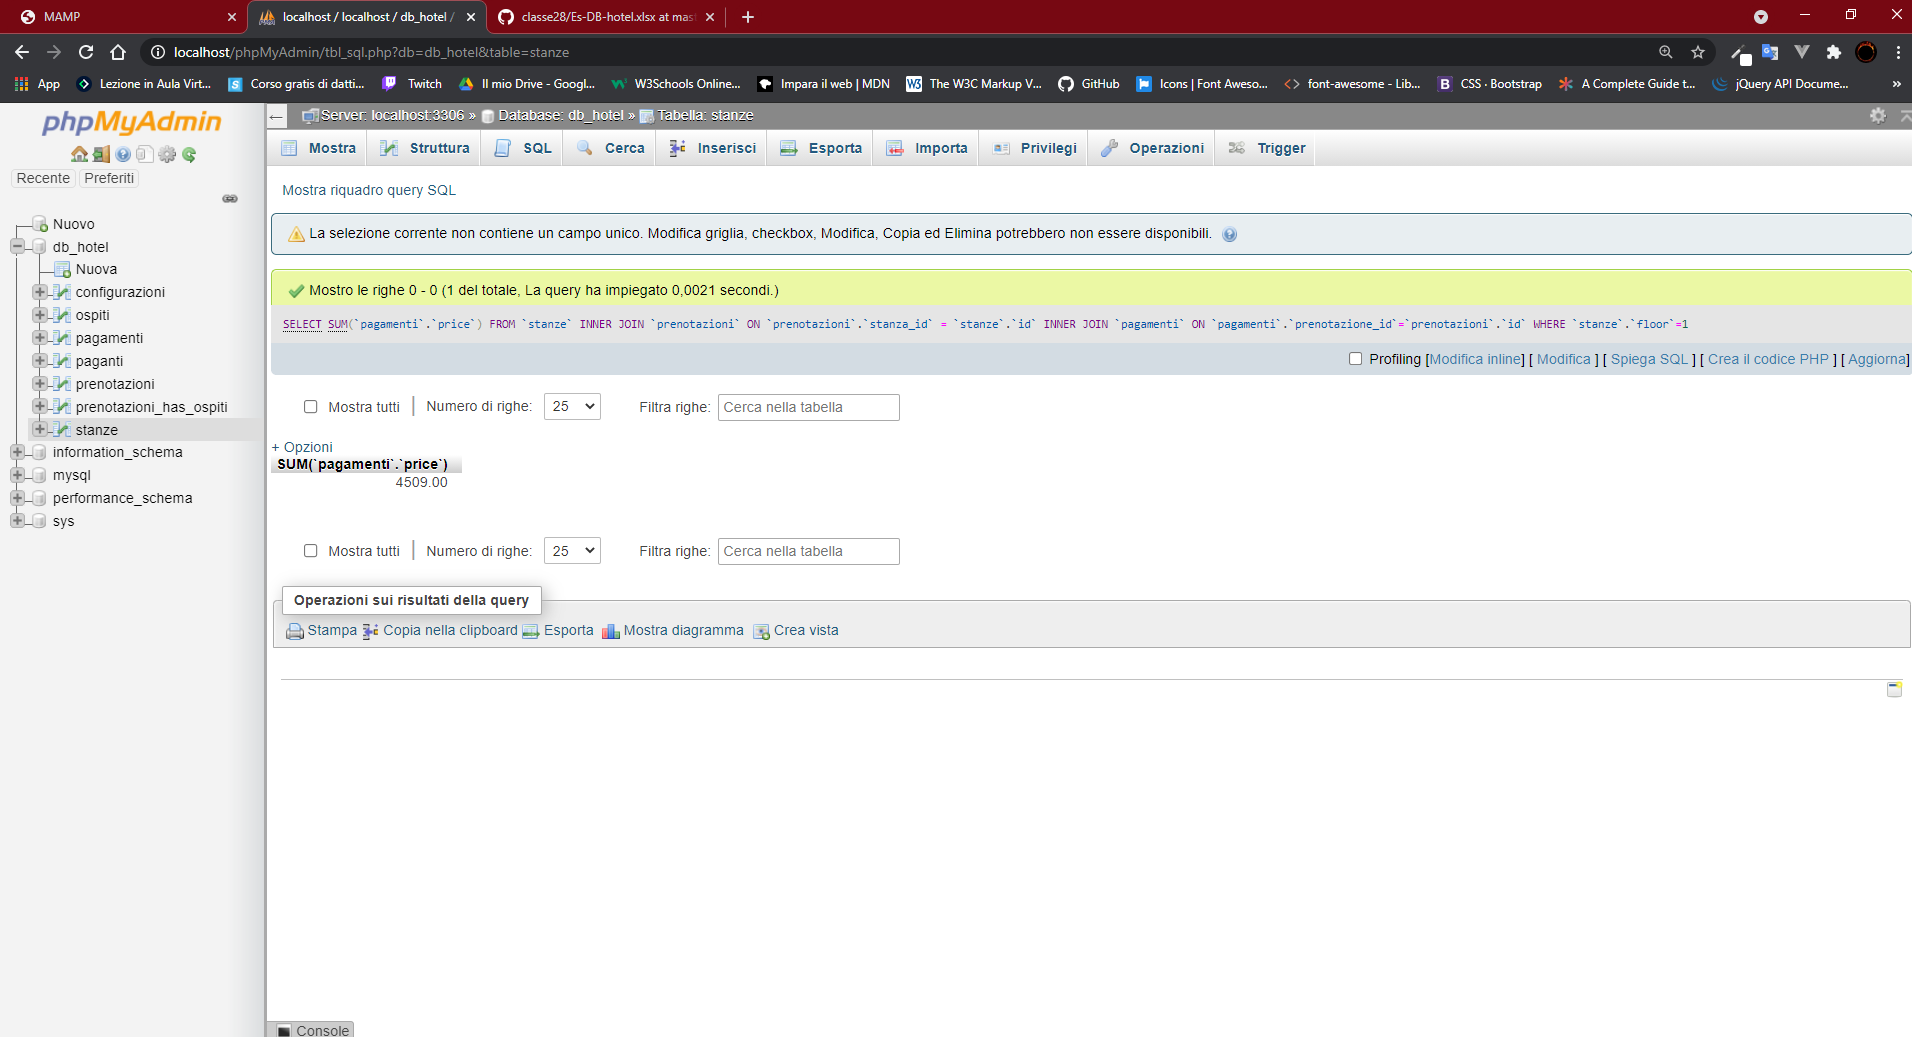 MAMP
localhost / localhost / db_hotel /
classe28/Es-DB-hotel.xlsx at mast
localhost/phpMyAdmin/tbl_sql.php?db=db_hotel&table=stanze
App
Lezione in Aula Virt...
Corso gratis di datti...
Twitch
Il mio Drive - Googl...
W3Schools Online...
Impara il web | MDN
The W3C Markup V...
GitHub
Icons | Font Aweso...
font-awesome - Lib...
CSS · Bootstrap
A Complete Guide t...
jQuery API Docume...
»
phpMyAdmin
Recente
Preferiti
Nuovo
db_hotel
Nuova
configurazioni
ospiti
pagamenti
paganti
prenotazioni
prenotazioni_has_ospiti
stanze
information_schema
mysql
performance_schema
sys
Server: localhost:3306 » Database: db_hotel » Tabella: stanze
Mostra
Struttura
SQL
Cerca
Inserisci
Esporta
Importa
Privilegi
Operazioni
Trigger
Mostra riquadro query SQL
La selezione corrente non contiene un campo unico. Modifica griglia, checkbox, Modifica, Copia ed Elimina potrebbero non essere disponibili.
Mostro le righe 0 - 0 (1 del totale, La query ha impiegato 0,0021 secondi.)
SELECT SUM(`pagamenti`.`price`) FROM `stanze` INNER JOIN `prenotazioni` ON `prenotazioni`.`stanza_id` = `stanze`.`id` INNER JOIN `pagamenti` ON `pagamenti`.`prenotazione_id`=`prenotazioni`.`id` WHERE `stanze`.`floor`=1
Profiling [Modifica inline] [ Modifica ] [ Spiega SQL ] [ Crea il codice PHP ] [ Aggiorna]
Mostra tutti | Numero di righe: 25 Filtra righe: Cerca nella tabella
+ Opzioni
SUM(`pagamenti`.`price`)
4509.00
Mostra tutti | Numero di righe: 25 Filtra righe: Cerca nella tabella
Operazioni sui risultati della query
Stampa Copia nella clipboard Esporta Mostra diagramma Crea vista
Console